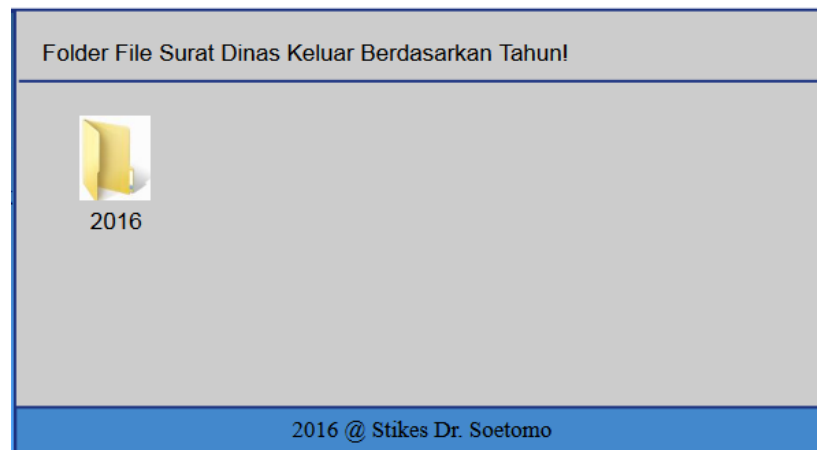 Folder File Surat Dinas Keluar Berdasarkan Tahun!
2016
2016 @ Stikes Dr. Soetomo